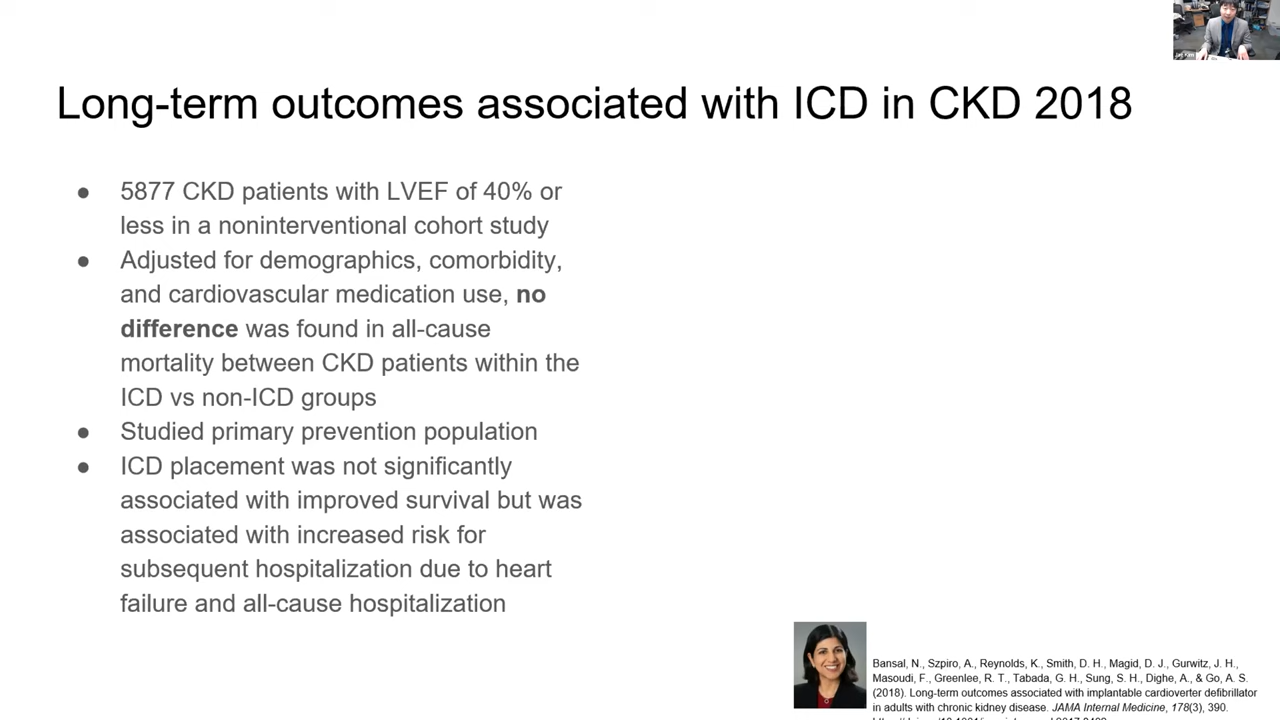 Long-term outcomes associated with ICD in CKD 2018
● 5877 CKD patients with LVEF of 40% or
less in a noninterventional cohort study
● Adjusted for demographics, comorbidity,
and cardiovascular medication use, no
difference was found in all-cause
mortality between CKD patients within the
ICD vs non-ICD groups
● Studied primary prevention population
● ICD placement was not significantly
associated with improved survival but was
associated with increased risk for
subsequent hospitalization due to heart
failure and all-cause hospitalization
Bansal, N., Szpiro, A., Reynolds, K., Smith, D. H., Magid, D. J., Gurwitz, J. H.,
Masoudi, F., Greenlee, R. T., Tabada, G. H., Sung, S. H., Dighe, A., & Go, A. S.
(2018). Long-term outcomes associated with implantable cardioverter defibrillator
in adults with chronic kidney disease. JAMA Internal Medicine, 178(3), 390.